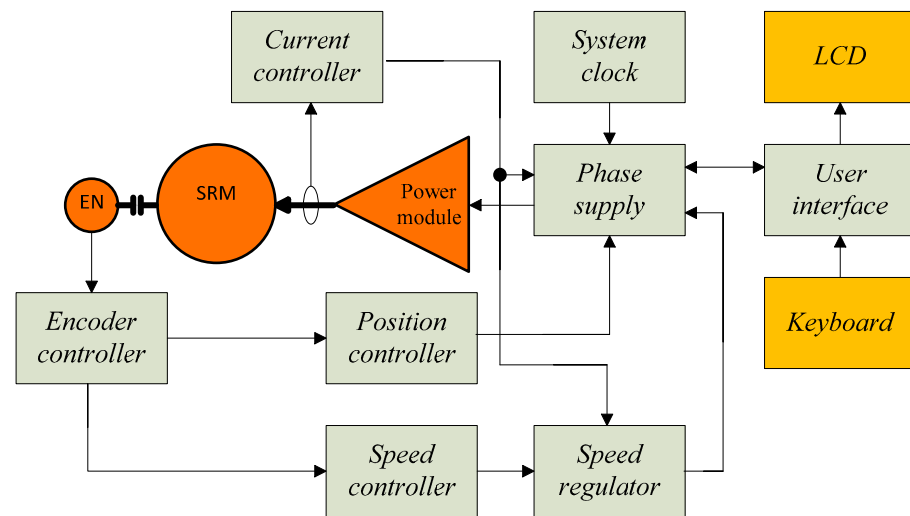 Current
controller
System
clock
LCD
EN
SRM
Power
module
Phase
supply
User
interface
Encoder
controller
Position
controller
Keyboard
Speed
controller
Speed
regulator